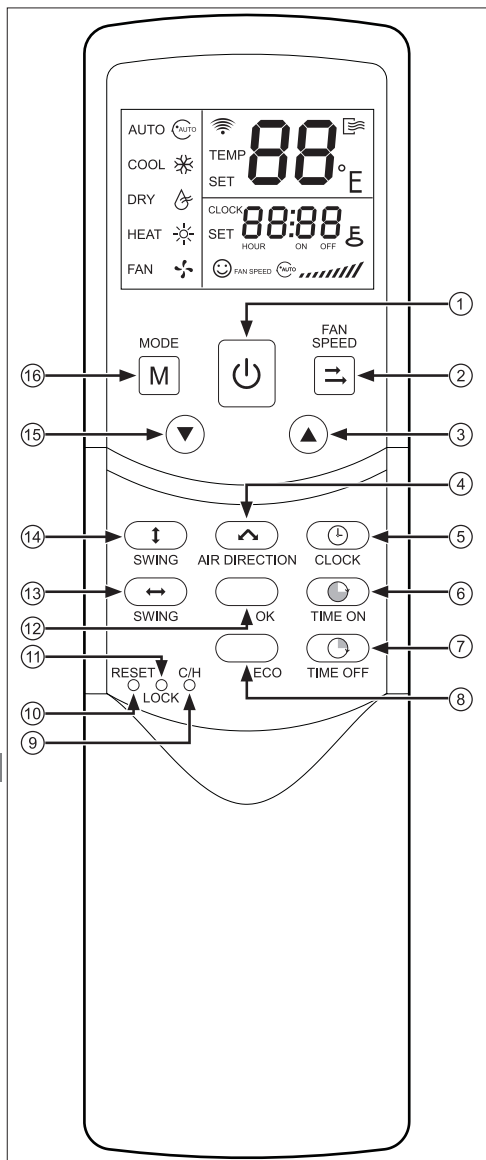 AUTO AUTO
COOL
DRY
HEAT
FAN
TEMP
SET
88°E
CLOCK
SET
88:88
HOUR ON OFF
FAN SPEED AUTO
1
MODE
FAN
SPEED
M
16
2
15
3
4
14
5
SWING AIR DIRECTION CLOCK
13
6
SWING OK TIME ON
12
7
11
ECO TIME OFF
RESET C/H
LOCK
8
10
9